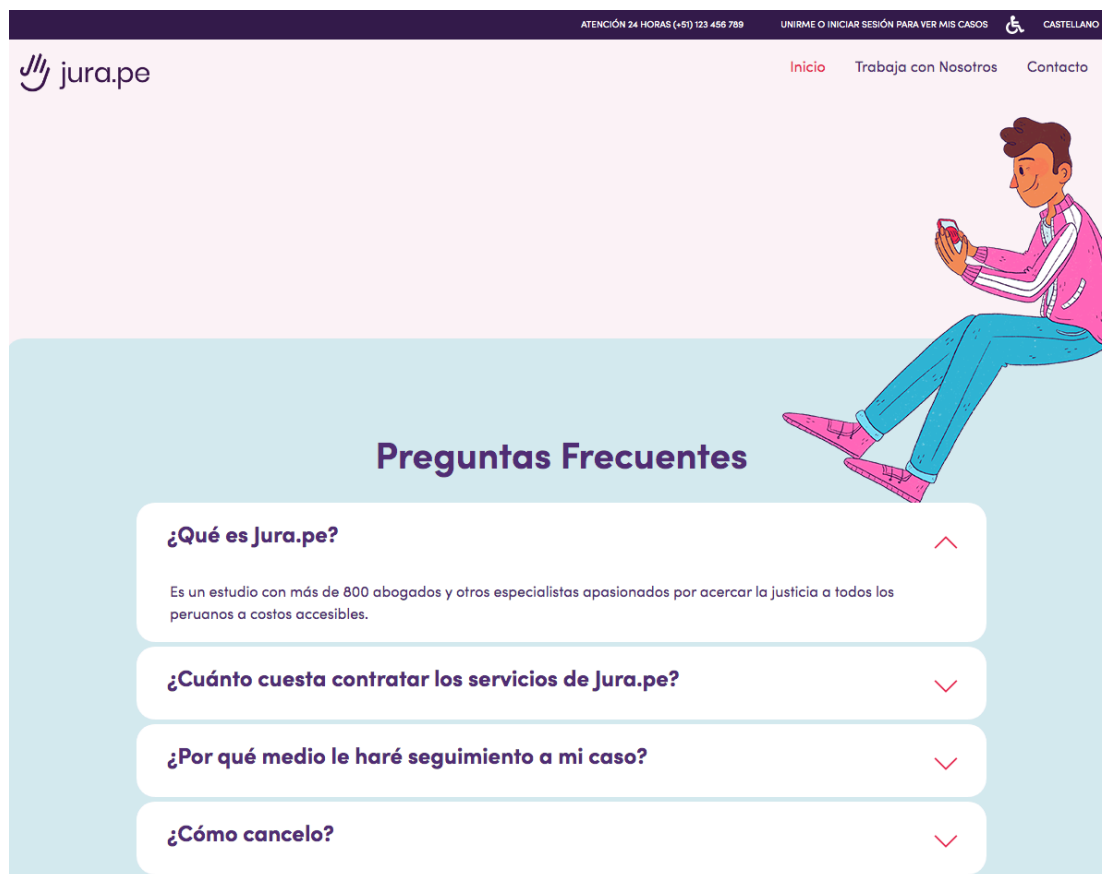 ATENCIÓN 24 HORAS (+51) 123 456 789 UNIRME O INICIAR SESIÓN PARA VER MIS CASOS CASTELLANO
jura.pe Inicio Trabaja con Nosotros Contacto
Preguntas Frecuentes
¿Qué es Jura.pe?
Es un estudio con más de 800 abogados y otros especialistas apasionados por acercar la justicia a todos los
peruanos a costos accesibles.
¿Cuánto cuesta contratar los servicios de Jura.pe?
¿Por qué medio le haré seguimiento a mi caso?
¿Cómo cancelo?